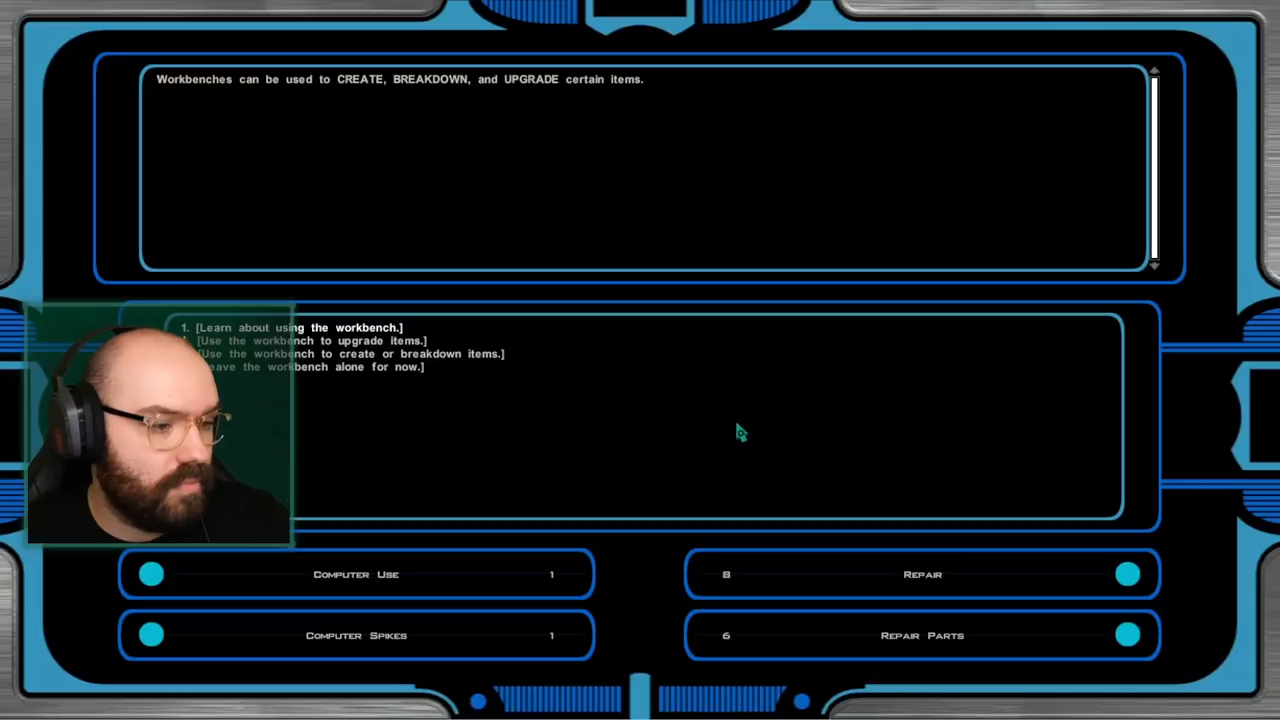 Workbenches can be used to CREATE, BREAKDOWN, and UPGRADE certain items.
1. [Learn about using the workbench.]
[Use the workbench to upgrade items.]
[Use the workbench to create or breakdown items.]
eave the workbench alone for now.]
COMPUTER USE 1
8 REPAIR
COMPUTER SPIKES 1
6 REPAIR PARTS